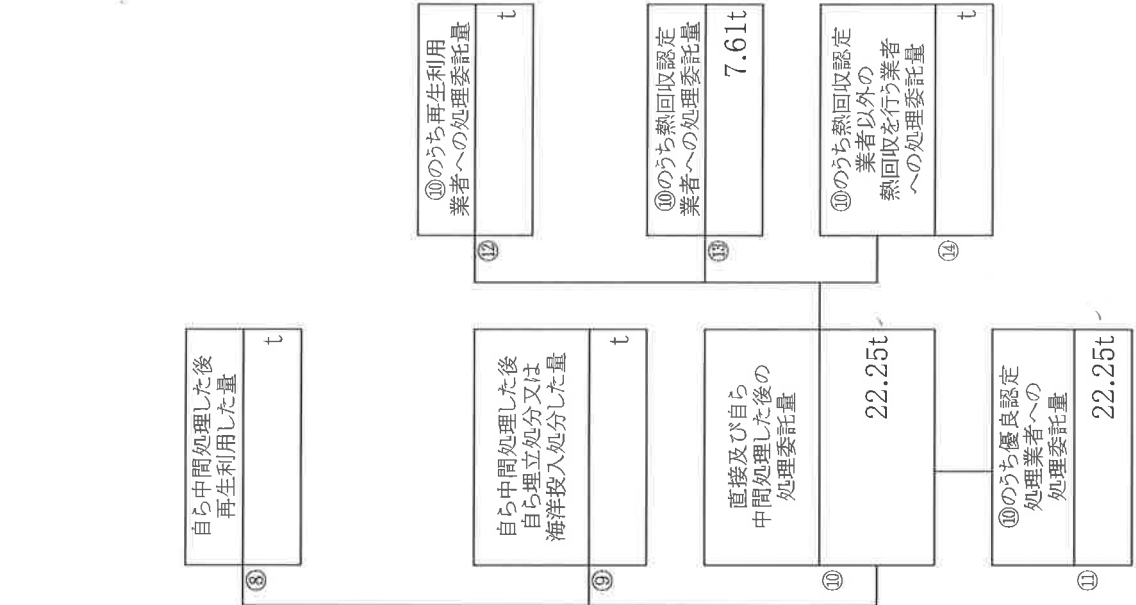 ⑧
自ら中間処理した後
再生利用した量
t
⑨
自ら中間処理した後
自ら埋立処分又は
海洋投入処分した量
t
⑩
直接及び自ら
中間処理した後の
処理委託量
22.25t
⑪
⑩のうち優良認定
処理業者への
処理委託量
22.25t
⑫
⑩のうち再生利用
業者への処理委託量
t
⑬
⑩のうち熱回収認定
業者への処理委託量
7.61t
⑭
⑩のうち熱回収認定
業者以外の
熱回収を行う業者
への処理委託量
t